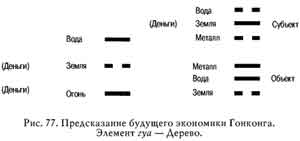 Вода
(Деньги) Земля Субъект
Металл
Вода
(Деньги) Земля
(Деньги) Огонь
Металл
Вода Объект
Земля
Рис. 77. Предсказание будущего экономики Гонконга.
Элемент гуа — Дерево.